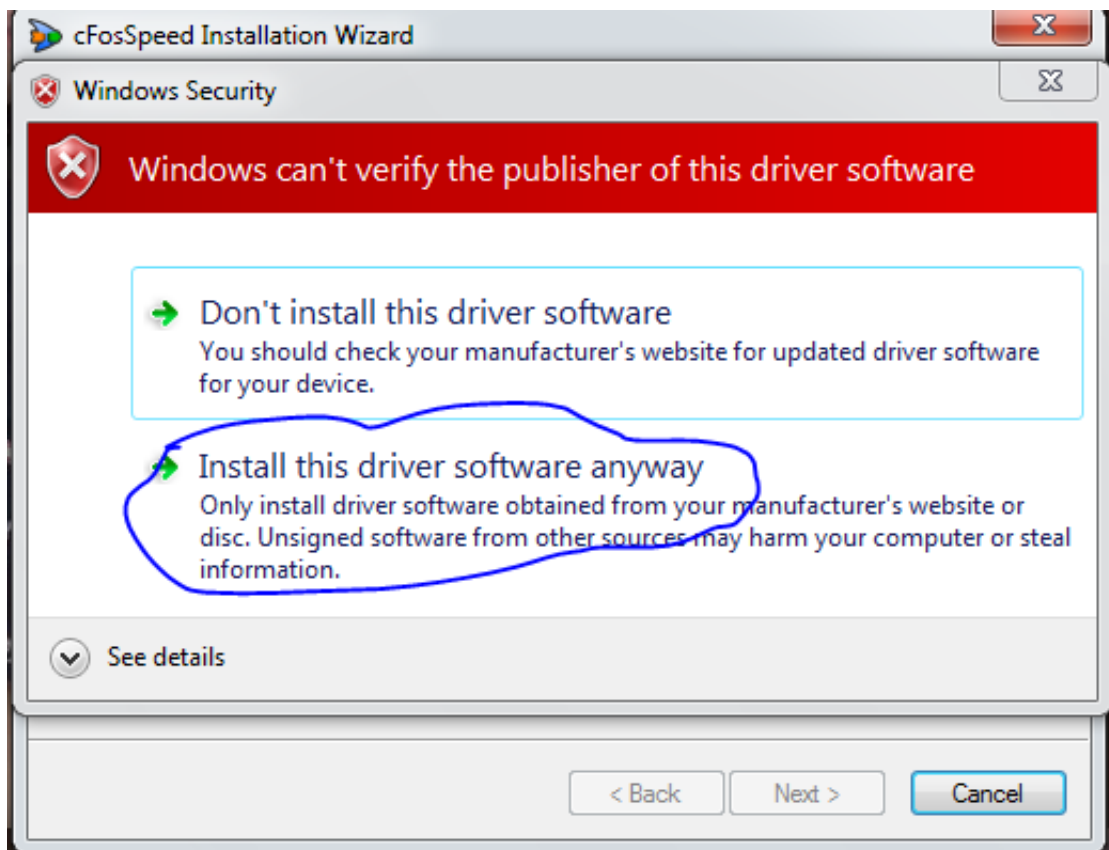 cFosSpeed Installation Wizard
Windows Security
Windows can't verify the publisher of this driver software
Don't install this driver software
You should check your manufacturer's website for updated driver software
for your device.
Install this driver software anyway
Only install driver software obtained from your manufacturer's website or
disc. Unsigned software from other sources may harm your computer or steal
information.
See details
< Back
Next >
Cancel